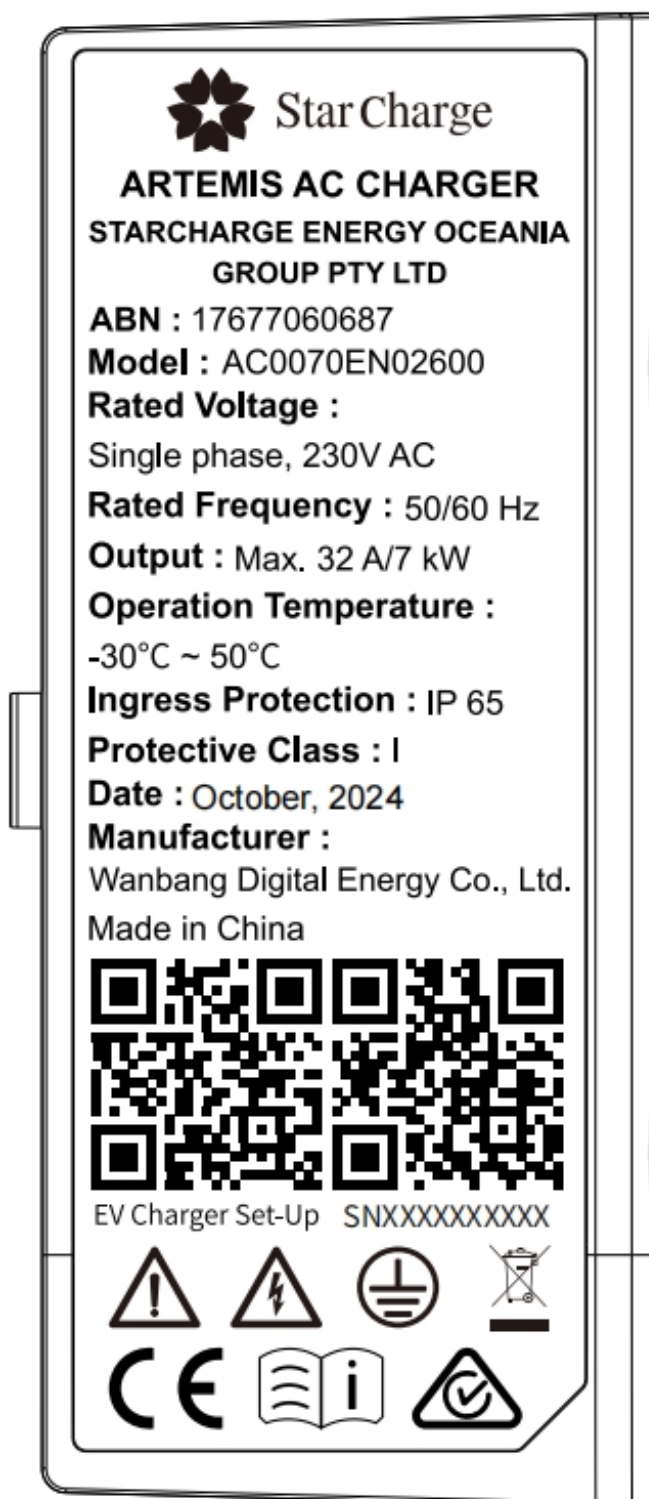 Star Charge
ARTEMIS AC CHARGER
STARCHARGE ENERGY OCEANIA
GROUP PTY LTD
ABN : 17677060687
Model : AC0070EN02600
Rated Voltage :
Single phase, 230V AC
Rated Frequency : 50/60 Hz
Output : Max. 32 A/7 kW
Operation Temperature :
-30°C ~ 50°C
Ingress Protection : IP 65
Protective Class : I
Date : October, 2024
Manufacturer :
Wanbang Digital Energy Co., Ltd.
Made in China
EV Charger Set-Up SNXXXXXXXXXX
CE i